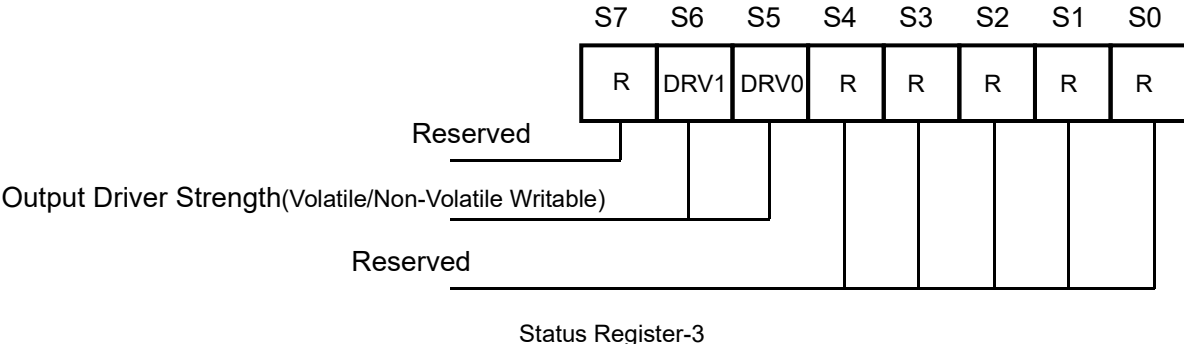 S7 S6 S5 S4 S3 S2 S1 S0
R DRV1 DRV0 R R R R R
Reserved
Output Driver Strength(Volatile/Non-Volatile Writable)
Reserved
Status Register-3